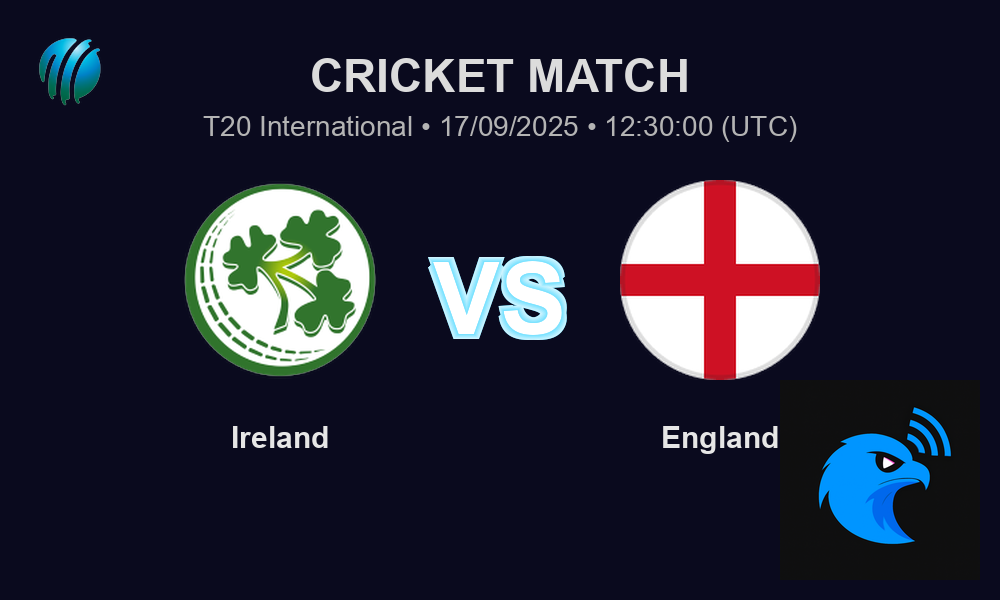 CRICKET MATCH
T20 International • 17/09/2025 • 12:30:00 (UTC)
VS
Ireland
England